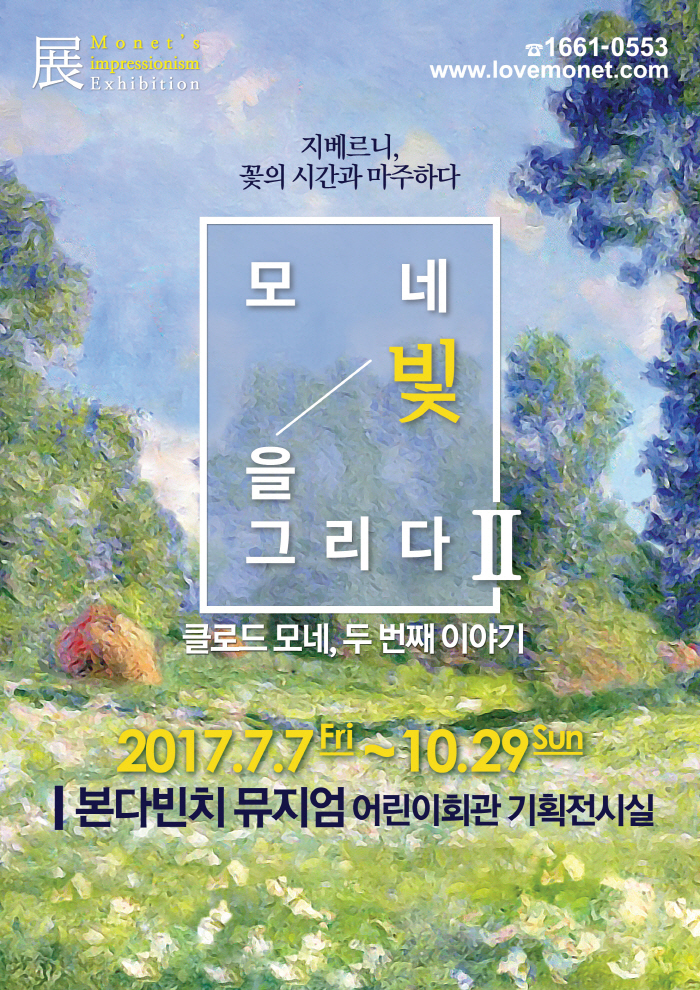 展
Monet's
impressionism
Exhibition
☎1661-0553
www.lovemonet.com
지베르니,
꽃의 시간과 마주하다
모 네
빛
을
그리다 II
클로드 모네, 두 번째 이야기
2017.7.7 Fri ~ 10.29 Sun
본다빈치 뮤지엄 어린이회관 기획전시실